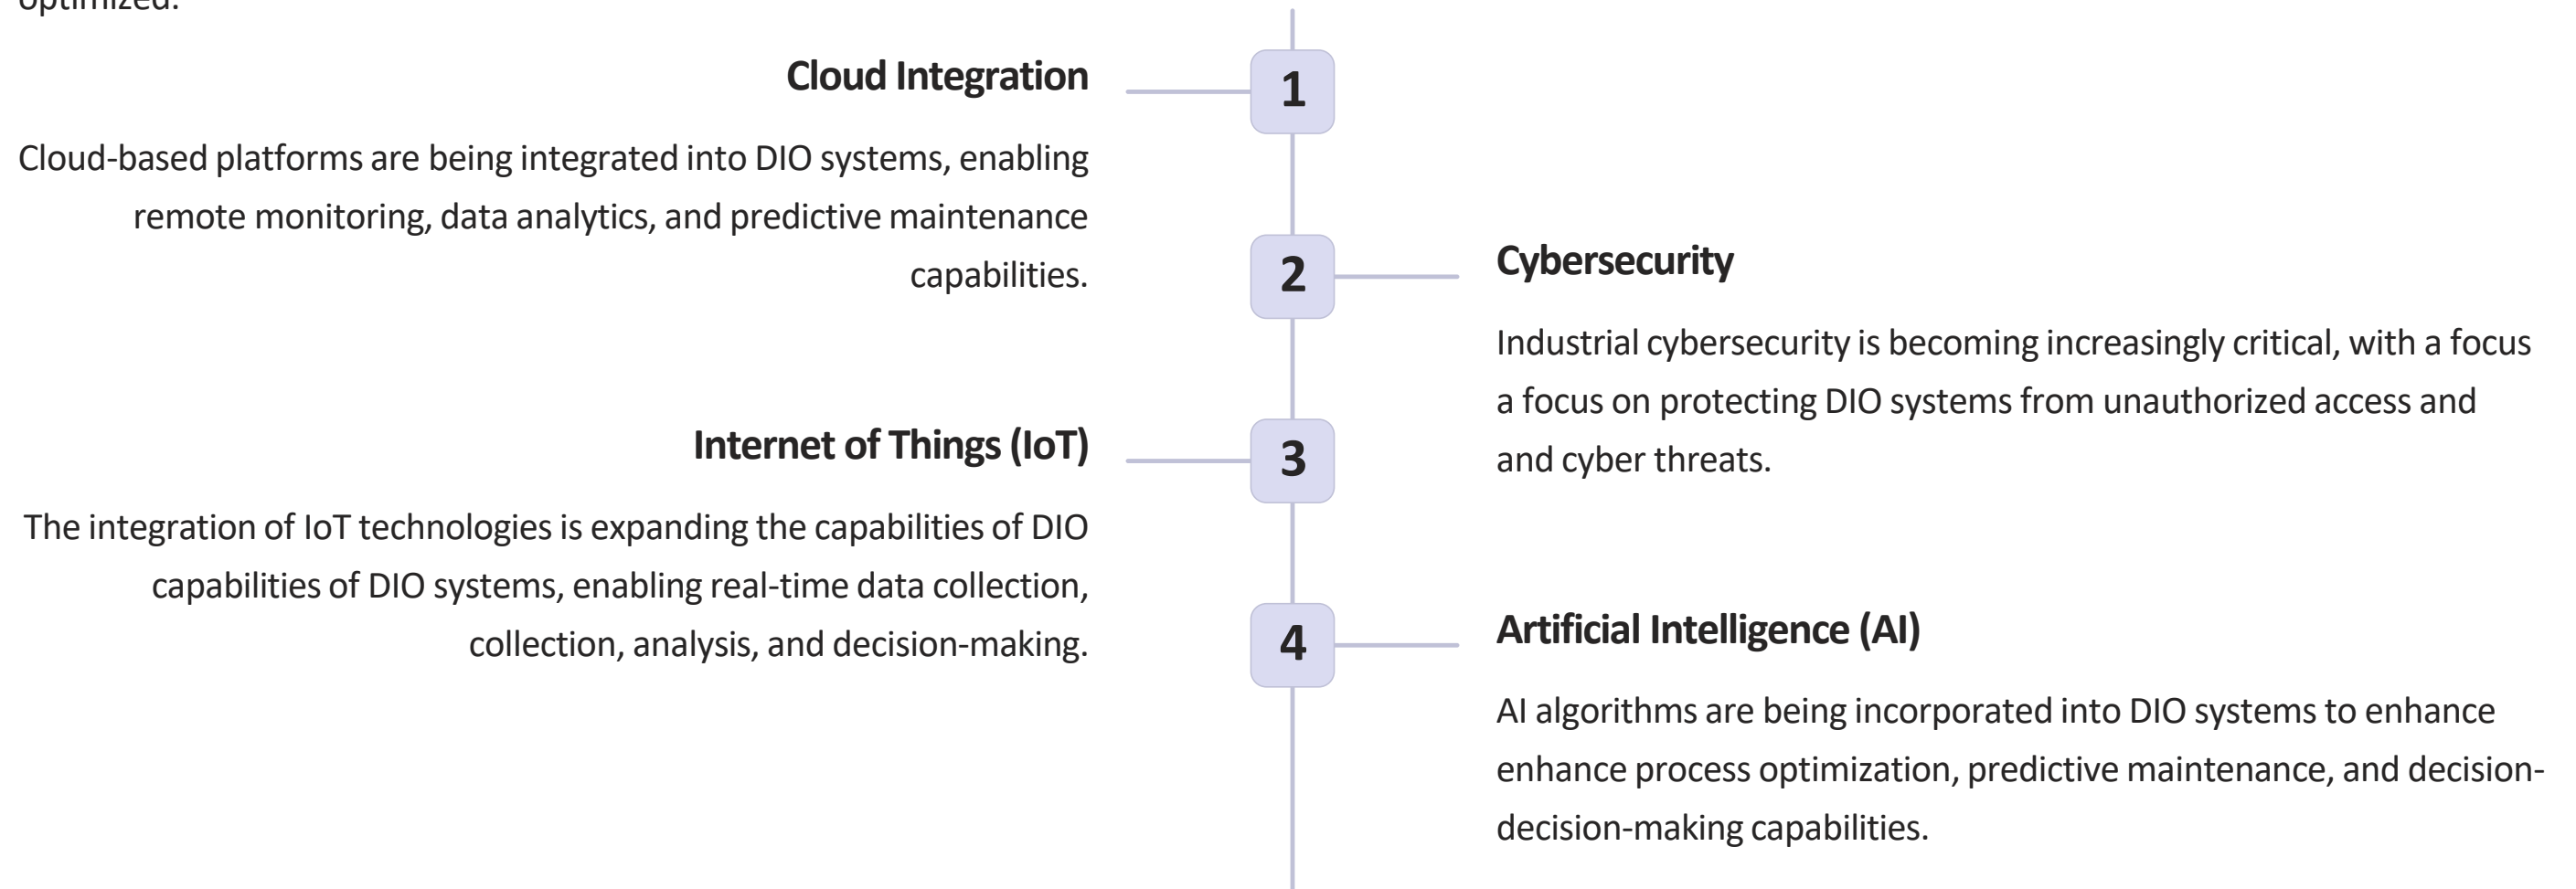 optimized.
Cloud Integration
1
Cloud-based platforms are being integrated into DIO systems, enabling
remote monitoring, data analytics, and predictive maintenance
capabilities.
2
Cybersecurity
Industrial cybersecurity is becoming increasingly critical, with a focus
a focus on protecting DIO systems from unauthorized access and
and cyber threats.
Internet of Things (IoT)
3
The integration of IoT technologies is expanding the capabilities of DIO
capabilities of DIO systems, enabling real-time data collection,
collection, analysis, and decision-making.
4
Artificial Intelligence (AI)
AI algorithms are being incorporated into DIO systems to enhance
enhance process optimization, predictive maintenance, and decision-
decision-making capabilities.